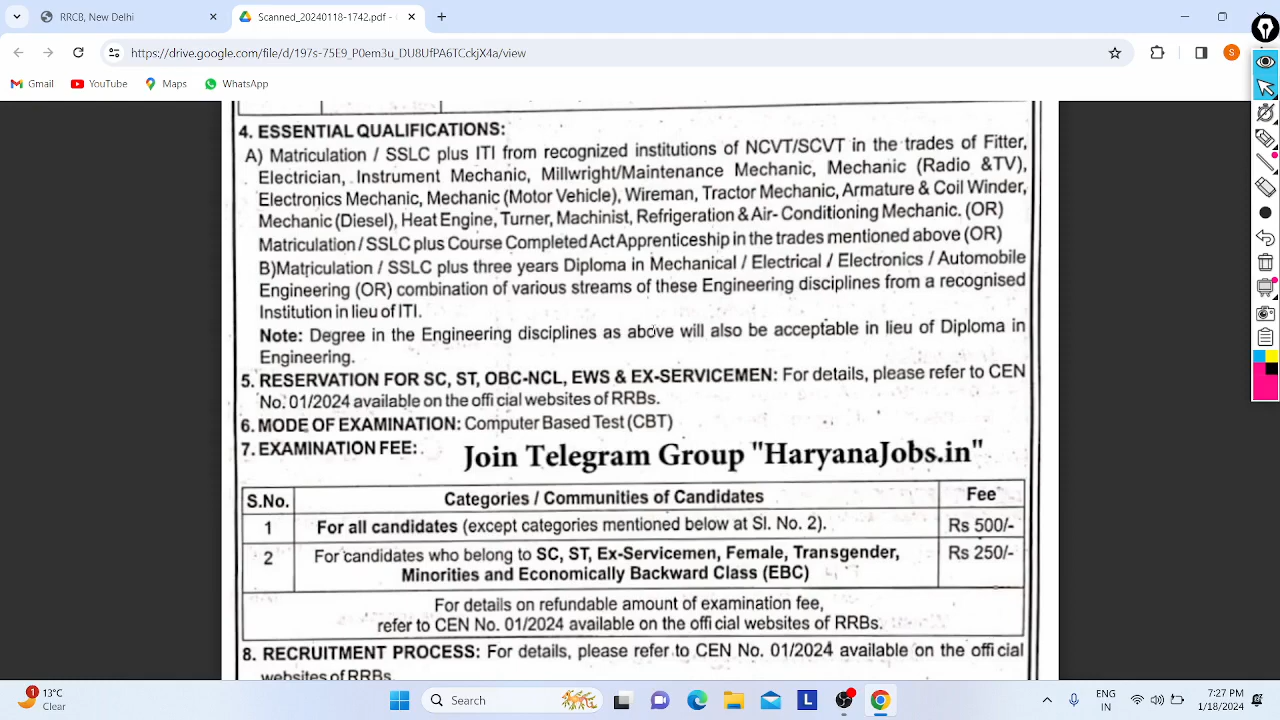 RRCB, New Delhi
Scanned_20240118-1742.pdf -
https://drive.google.com/file/d/197s-75E9_P0em3u_DU8UfPA6TCckjX4a/view
S
Gmail YouTube Maps WhatsApp
4. ESSENTIAL QUALIFICATIONS:
A) Matriculation / SSLC plus ITI from recognized institutions of NCVT/SCVT in the trades of Fitter,
Electrician, Instrument Mechanic, Millwright/Maintenance Mechanic, Mechanic (Radio &TV),
Electronics Mechanic, Mechanic (Motor Vehicle), Wireman, Tractor Mechanic, Armature & Coil Winder,
Mechanic (Diesel), Heat Engine, Turner, Machinist, Refrigeration & Air- Conditioning Mechanic. (OR)
Matriculation / SSLC plus Course Completed Act Apprenticeship in the trades mentioned above (OR)
B)Matriculation / SSLC plus three years Diploma in Mechanical / Electrical / Electronics / Automobile
Engineering (OR) combination of various streams of these Engineering disciplines from a recognised
Institution in lieu of ITI.
Note: Degree in the Engineering disciplines as above will also be acceptable in lieu of Diploma in
Engineering.
5. RESERVATION FOR SC, ST, OBC-NCL, EWS & EX-SERVICEMEN: For details, please refer to CEN
No. 01/2024 available on the offi cial websites of RRBs.
6. MODE OF EXAMINATION: Computer Based Test (CBT)
7. EXAMINATION FEE: Join Telegram Group "HaryanaJobs.in"
S.No. Categories / Communities of Candidates Fee
1 For all candidates (except categories mentioned below at Sl. No. 2). Rs 500/-
2 For candidates who belong to SC, ST, Ex-Servicemen, Female, Transgender, Rs 250/-
Minorities and Economically Backward Class (EBC)
For details on refundable amount of examination fee,
refer to CEN No. 01/2024 available on the offi cial websites of RRBs.
8. RECRUITMENT PROCESS: For details, please refer to CEN No. 01/2024 available on the offi cial
websites of RRBs.
1 13°C
Clear
Search
L
ENG
IN
7:27 PM
1/18/2024